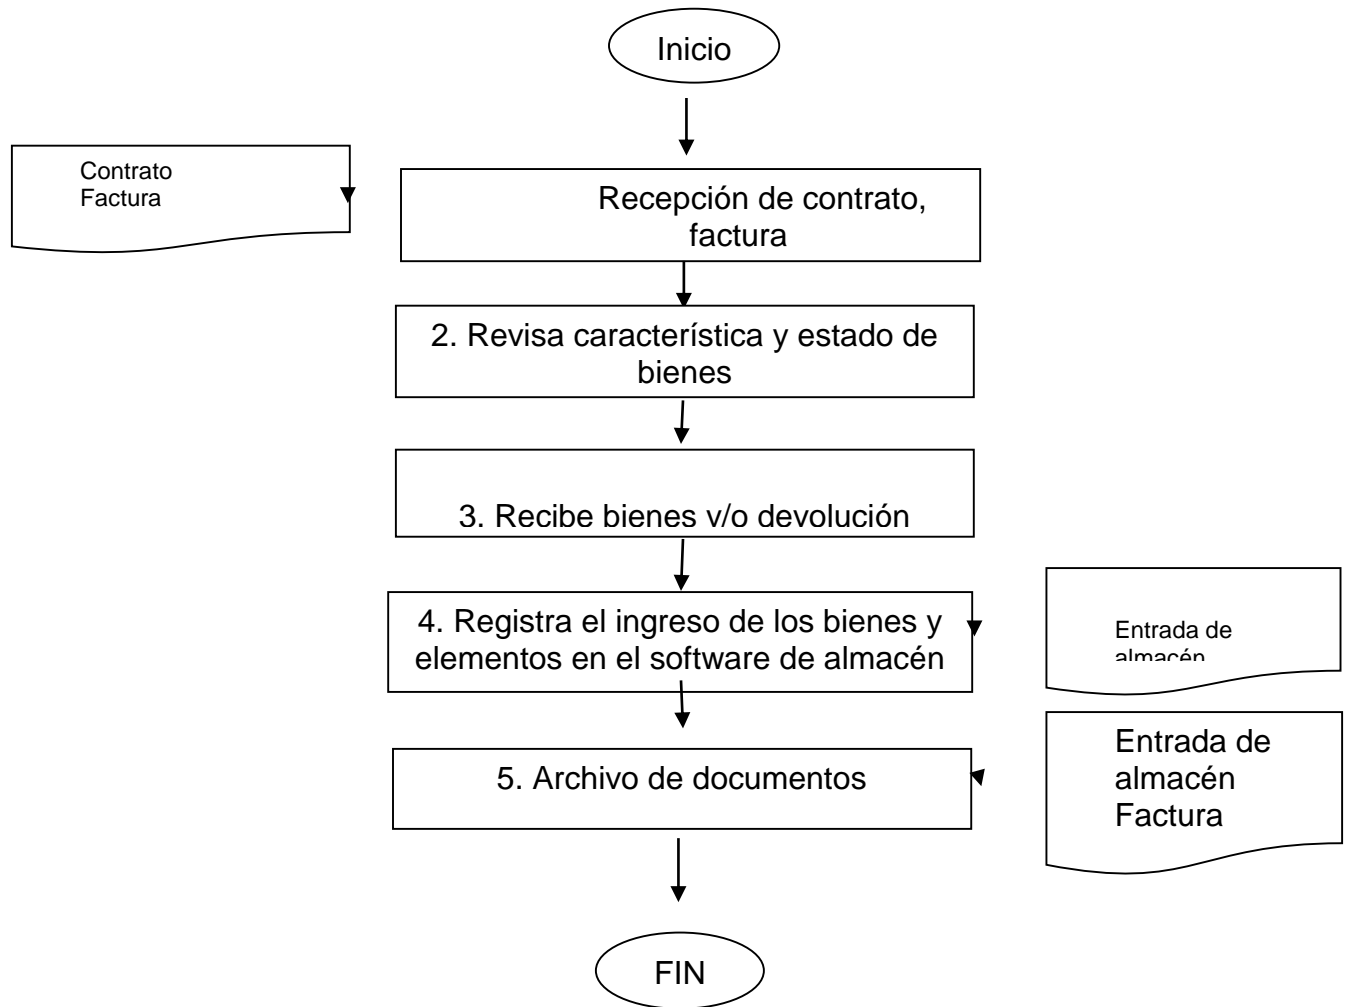 Inicio
Contrato
Factura
Recepción de contrato,
factura
2. Revisa característica y estado de
bienes
3. Recibe bienes y/o devolución
4. Registra el ingreso de los bienes y
elementos en el software de almacén
Entrada de
almacén
5. Archivo de documentos
Entrada de
almacén
Factura
FIN